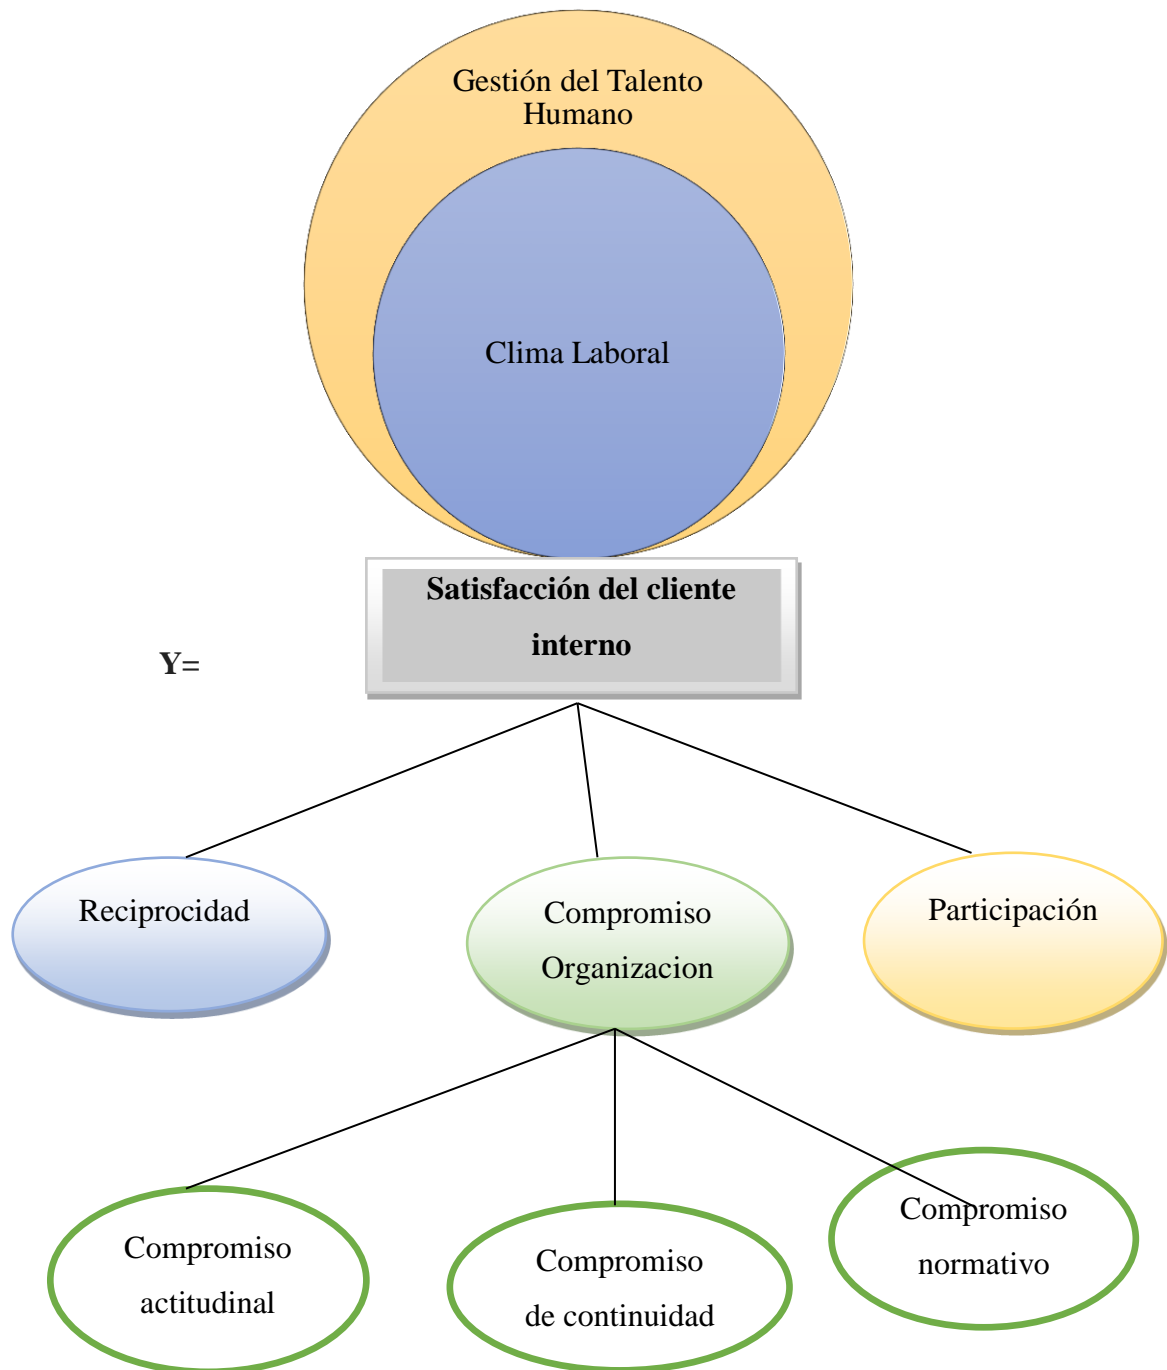 Gestión del Talento
Humano
Clima Laboral
Satisfacción del cliente
interno
Y=
Reciprocidad
Compromiso
Organizacion
Participación
Compromiso
actitudinal
Compromiso
de continuidad
Compromiso
normativo